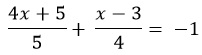 (4x + 5)/5 + (x − 3)/4 = −1